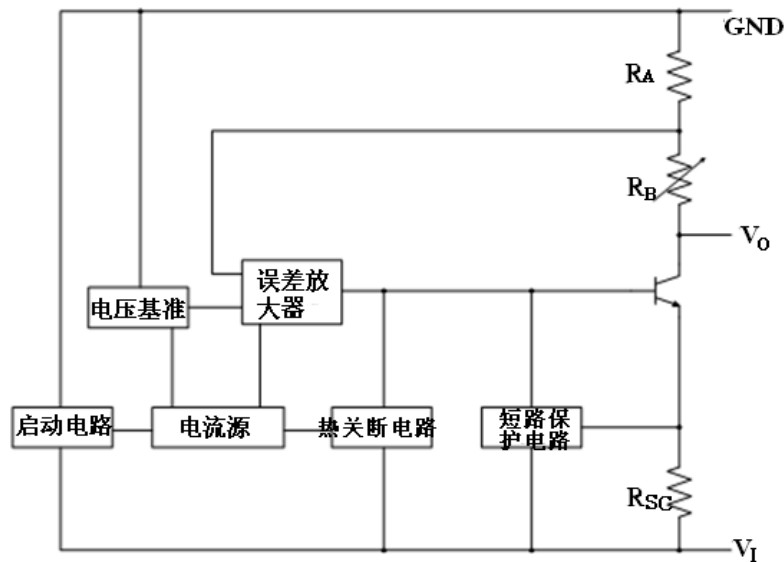 GND
RA
RB
VO
误差放
大器
电压基准
启动电路
电流源
热关断电路
短路保
护电路
RSC
VI